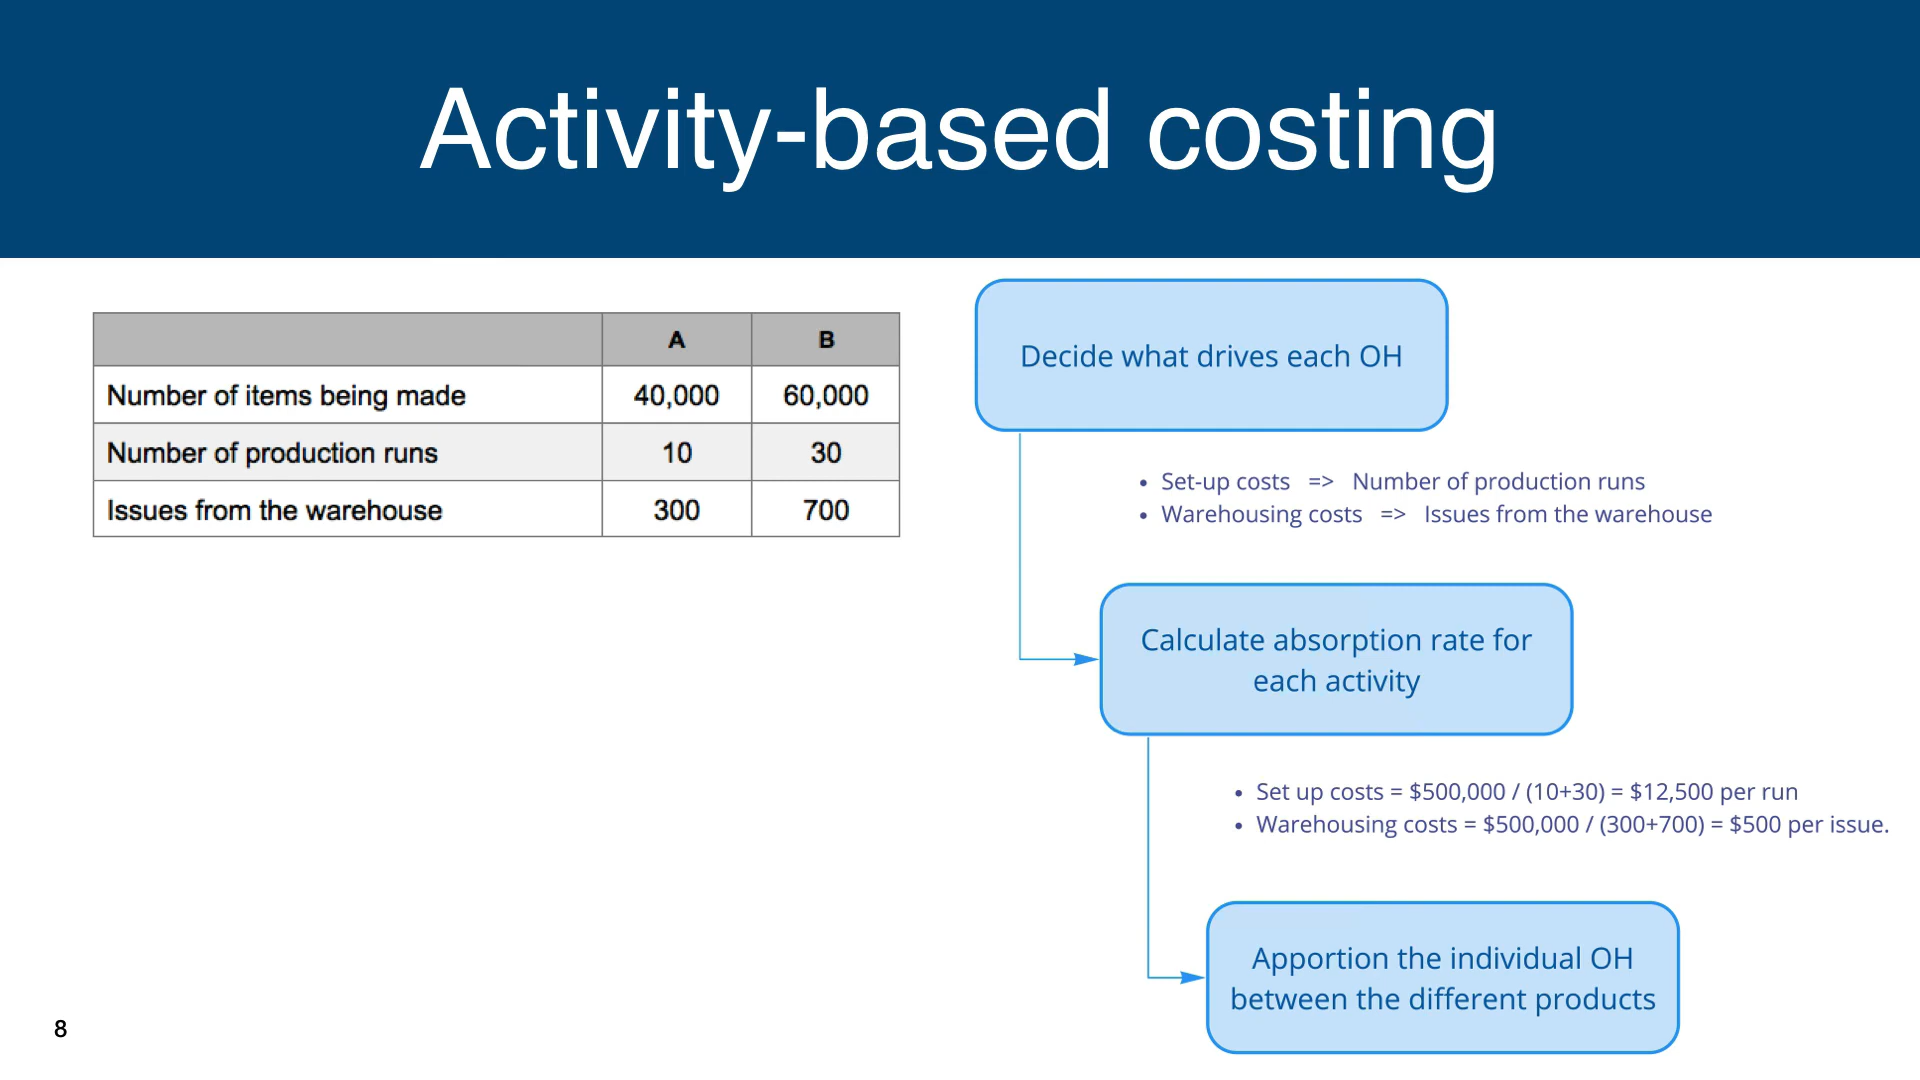 Activity-based costing
A B
Number of items being made 40,000 60,000
Number of production runs 10 30
Issues from the warehouse 300 700
Decide what drives each OH
• Set-up costs => Number of production runs
• Warehousing costs => Issues from the warehouse
Calculate absorption rate for
each activity
• Set up costs = $500,000 / (10+30) = $12,500 per run
• Warehousing costs = $500,000 / (300+700) = $500 per issue.
Apportion the individual OH
between the different products
8